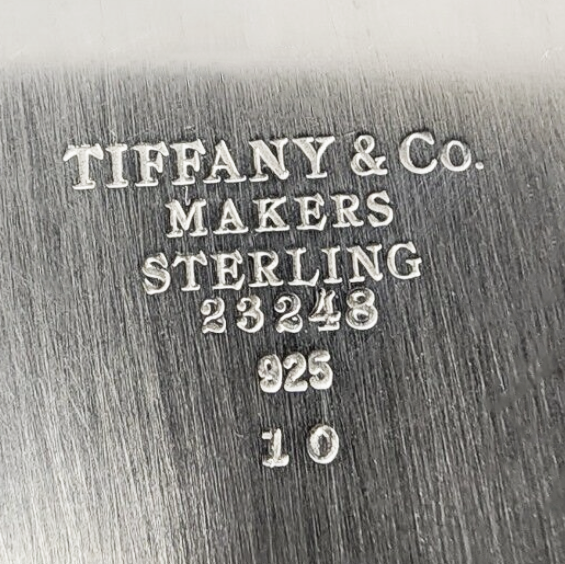 TIFFANY & CO.
MAKERS
STERLING
23248
925
10